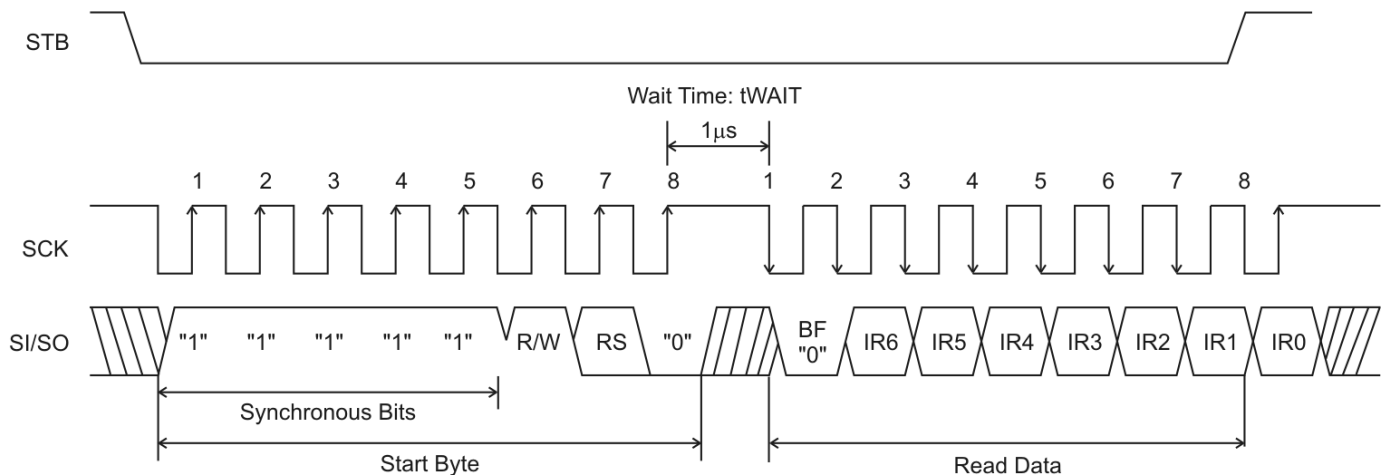 STB
Wait Time: tWAIT
1μs
1 2 3 4 5 6 7 8 1 2 3 4 5 6 7 8
SCK
SI/SO "1" "1" "1" "1" "1" R/W RS "0" BF "0" IR6 IR5 IR4 IR3 IR2 IR1 IR0
Synchronous Bits
Start Byte Read Data